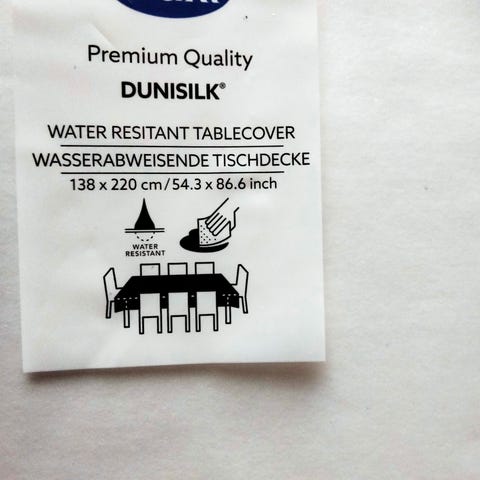 Premium Quality
DUNISILK®
WATER RESITANT TABLECOVER
WASSERABWEISENDE TISCHDECKE
138 x 220 cm/54.3 x 86.6 inch
WATER
RESISTANT